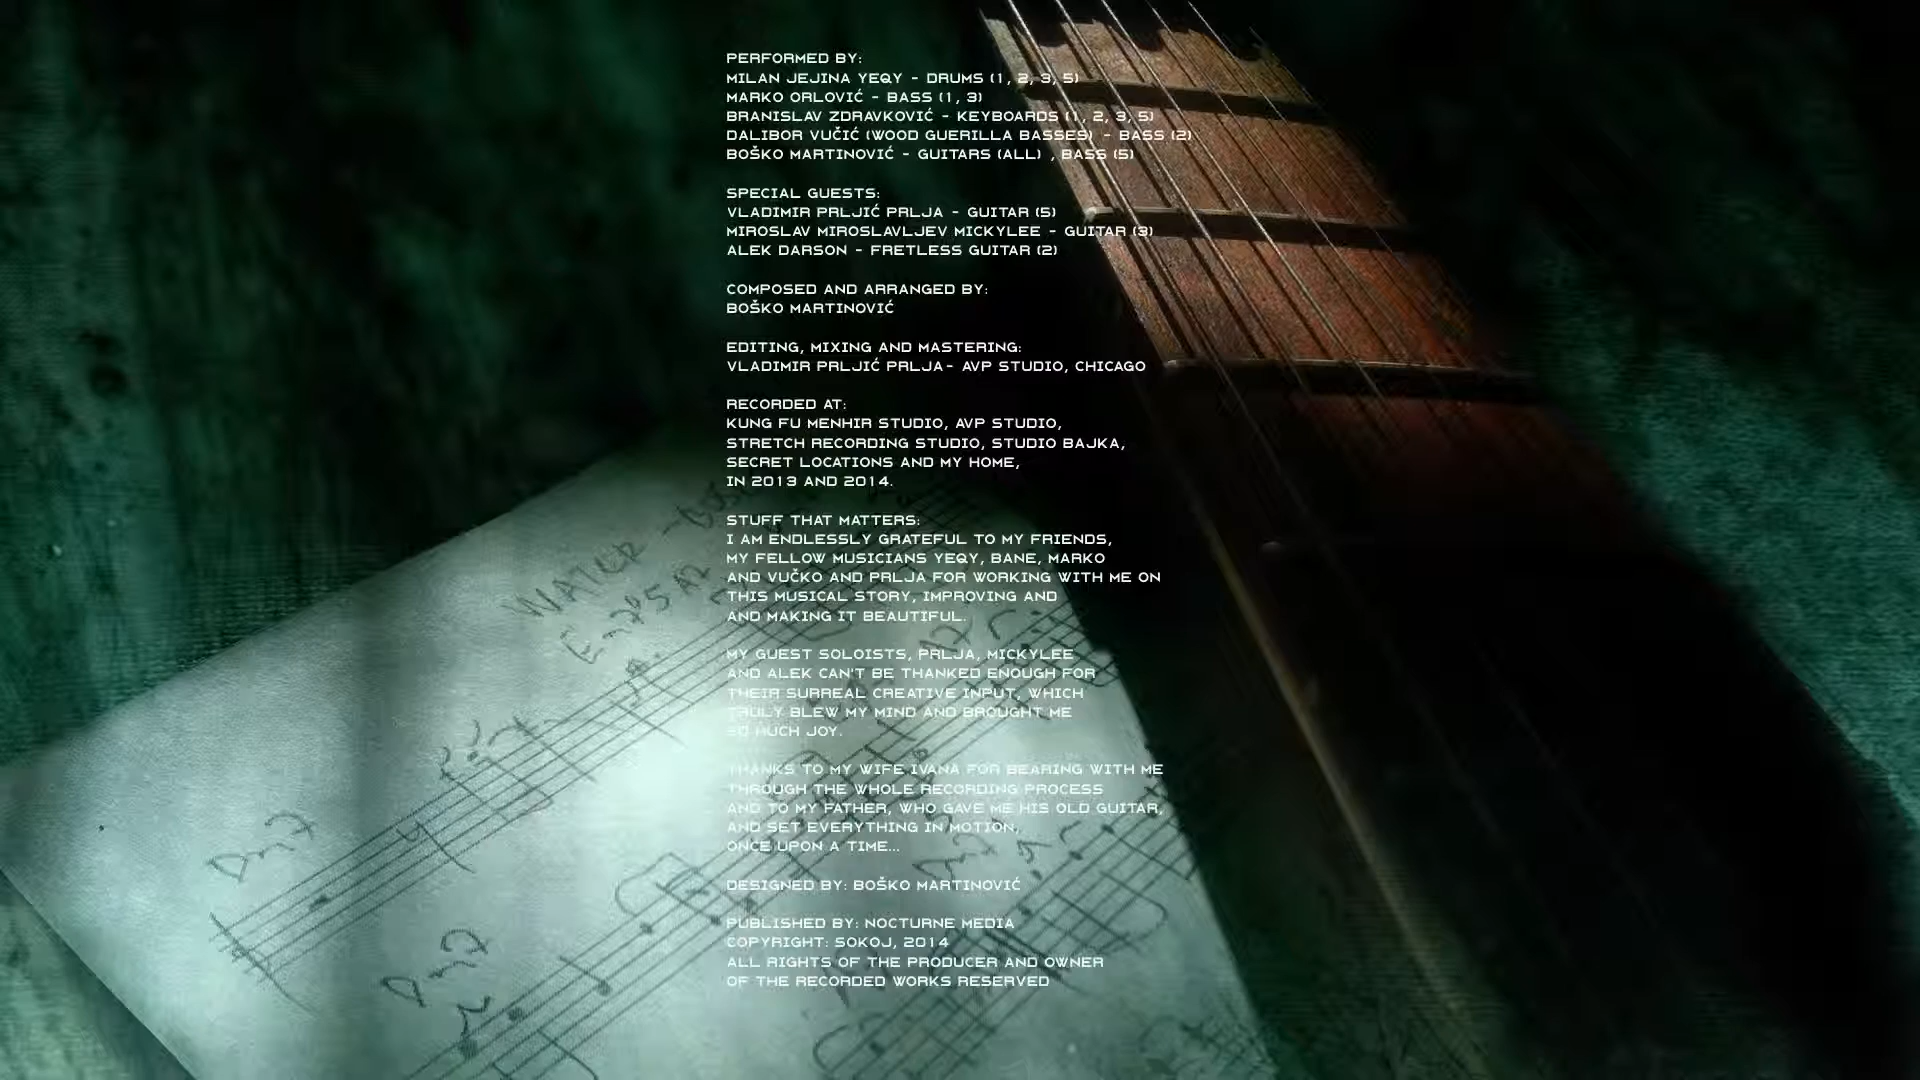 PERFORMED BY:
MILAN JEJINA YEQY - DRUMS (1, 2, 3, 5)
MARKO ORLOVIĆ - BASS (1, 3)
BRANISLAV ZDRAVKOVIĆ - KEYBOARDS (1, 2, 3, 5)
DALIBOR VUČIĆ (WOOD GUERILLA BASSES) - BASS (2)
BOŠKO MARTINOVIĆ - GUITARS (ALL) , BASS (5)
SPECIAL GUESTS:
VLADIMIR PRLJIĆ PRLJA - GUITAR (5)
MIROSLAV MIROSLAVLJEV MICKYLEE - GUITAR (3)
ALEK DARSON - FRETLESS GUITAR (2)
COMPOSED AND ARRANGED BY:
BOŠKO MARTINOVIĆ
EDITING, MIXING AND MASTERING:
VLADIMIR PRLJIĆ PRLJA- AVP STUDIO, CHICAGO
RECORDED AT:
KUNG FU MENHIR STUDIO, AVP STUDIO,
STRETCH RECORDING STUDIO, STUDIO BAJKA,
SECRET LOCATIONS AND MY HOME,
IN 2013 AND 2014.
STUFF THAT MATTERS:
I AM ENDLESSLY GRATEFUL TO MY FRIENDS,
MY FELLOW MUSICIANS YEQY, BANE, MARKO
AND VUČKO AND PRLJA FOR WORKING WITH ME ON
THIS MUSICAL STORY, IMPROVING AND
AND MAKING IT BEAUTIFUL.
MY GUEST SOLOISTS, PRLJA, MICKYLEE
AND ALEK CAN'T BE THANKED ENOUGH FOR
THEIR SURREAL CREATIVE INPUT, WHICH
TRULY BLEW MY MIND AND BROUGHT ME
SO MUCH JOY.
THANKS TO MY WIFE IVANA FOR BEARING WITH ME
THROUGH THE WHOLE RECORDING PROCESS
AND TO MY FATHER, WHO GAVE ME HIS OLD GUITAR,
AND SET EVERYTHING IN MOTION,
ONCE UPON A TIME...
DESIGNED BY: BOŠKO MARTINOVIĆ
PUBLISHED BY: NOCTURNE MEDIA
COPYRIGHT: SOKOJ, 2014
ALL RIGHTS OF THE PRODUCER AND OWNER
OF THE RECORDED WORKS RESERVED